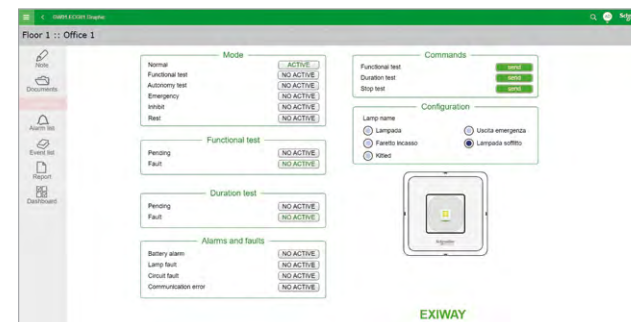 Floor 1 :: Office 1
Note
Documents
Alarm list
Event list
Report
Dashboard
Mode
Normal ACTIVE
Functional test NO ACTIVE
Autonomy test NO ACTIVE
Emergency NO ACTIVE
Inhibit NO ACTIVE
Rest NO ACTIVE
Functional test
Pending NO ACTIVE
Fault NO ACTIVE
Duration test
Pending NO ACTIVE
Fault NO ACTIVE
Alarms and faults
Battery alarm NO ACTIVE
Lamp fault NO ACTIVE
Circuit fault NO ACTIVE
Communication error NO ACTIVE
Commands
Functional test send
Duration test send
Stop test send
Configuration
Lamp name
Lampada Uscita emergenza
Faretto Incasso Lampada soffitto
Kitled
Schneider
EXIWAY